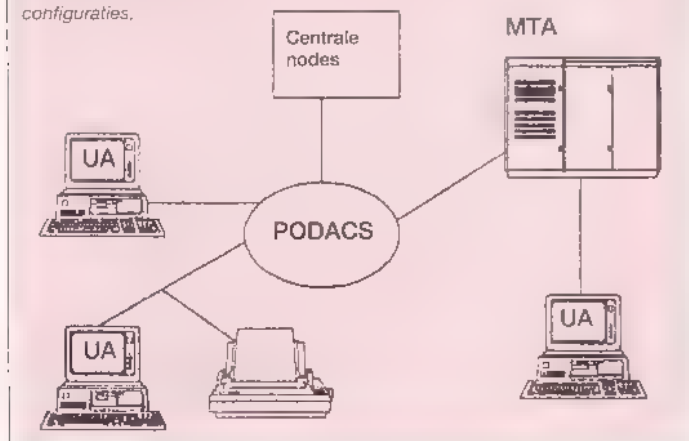 configuraties.
Centrale
nodes
MTA
UA
PODACS
UA
UA